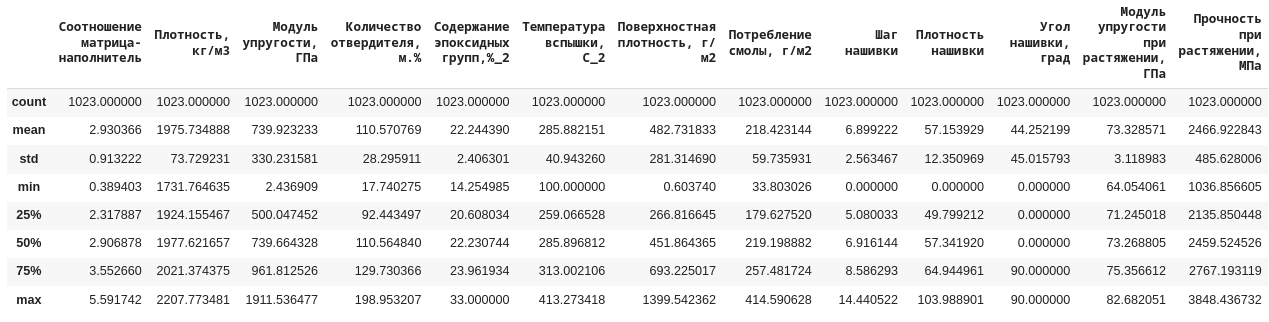 Соотношение матрица-наполнитель Плотность, кг/м3 Модуль упругости, ГПа Количество отвердителя, м.% Содержание эпоксидных групп,%_2 Температура вспышки, С_2 Поверхностная плотность, г/м2 Потребление смолы, г/м2 Шаг нашивки Плотность нашивки Угол нашивки, град Модуль упругости при растяжении, ГПа Прочность при растяжении, МПа
count 1023.000000 1023.000000 1023.000000 1023.000000 1023.000000 1023.000000 1023.000000 1023.000000 1023.000000 1023.000000 1023.000000 1023.000000 1023.000000
mean 2.930366 1975.734888 739.923233 110.570769 22.244390 285.882151 482.731833 218.423144 6.899222 57.153929 44.252199 73.328571 2466.922843
std 0.913222 73.729231 330.231581 28.295911 2.406301 40.943260 281.314690 59.735931 2.563467 12.350969 45.015793 3.118983 485.628006
min 0.389403 1731.764635 2.436909 17.740275 14.254985 100.000000 0.603740 33.803026 0.000000 0.000000 0.000000 64.054061 1036.856605
25% 2.317887 1924.155467 500.047452 92.443497 20.608034 259.066528 266.816645 179.627520 5.080033 49.799212 0.000000 71.245018 2135.850448
50% 2.906878 1977.621657 739.664328 110.564840 22.230744 285.896812 451.864365 219.198882 6.916144 57.341920 0.000000 73.268805 2459.524526
75% 3.552660 2021.374375 961.812526 129.730366 23.961934 313.002106 693.225017 257.481724 8.586293 64.944961 90.000000 75.356612 2767.193119
max 5.591742 2207.773481 1911.536477 198.953207 33.000000 413.273418 1399.542362 414.590628 14.440522 103.988901 90.000000 82.682051 3848.436732